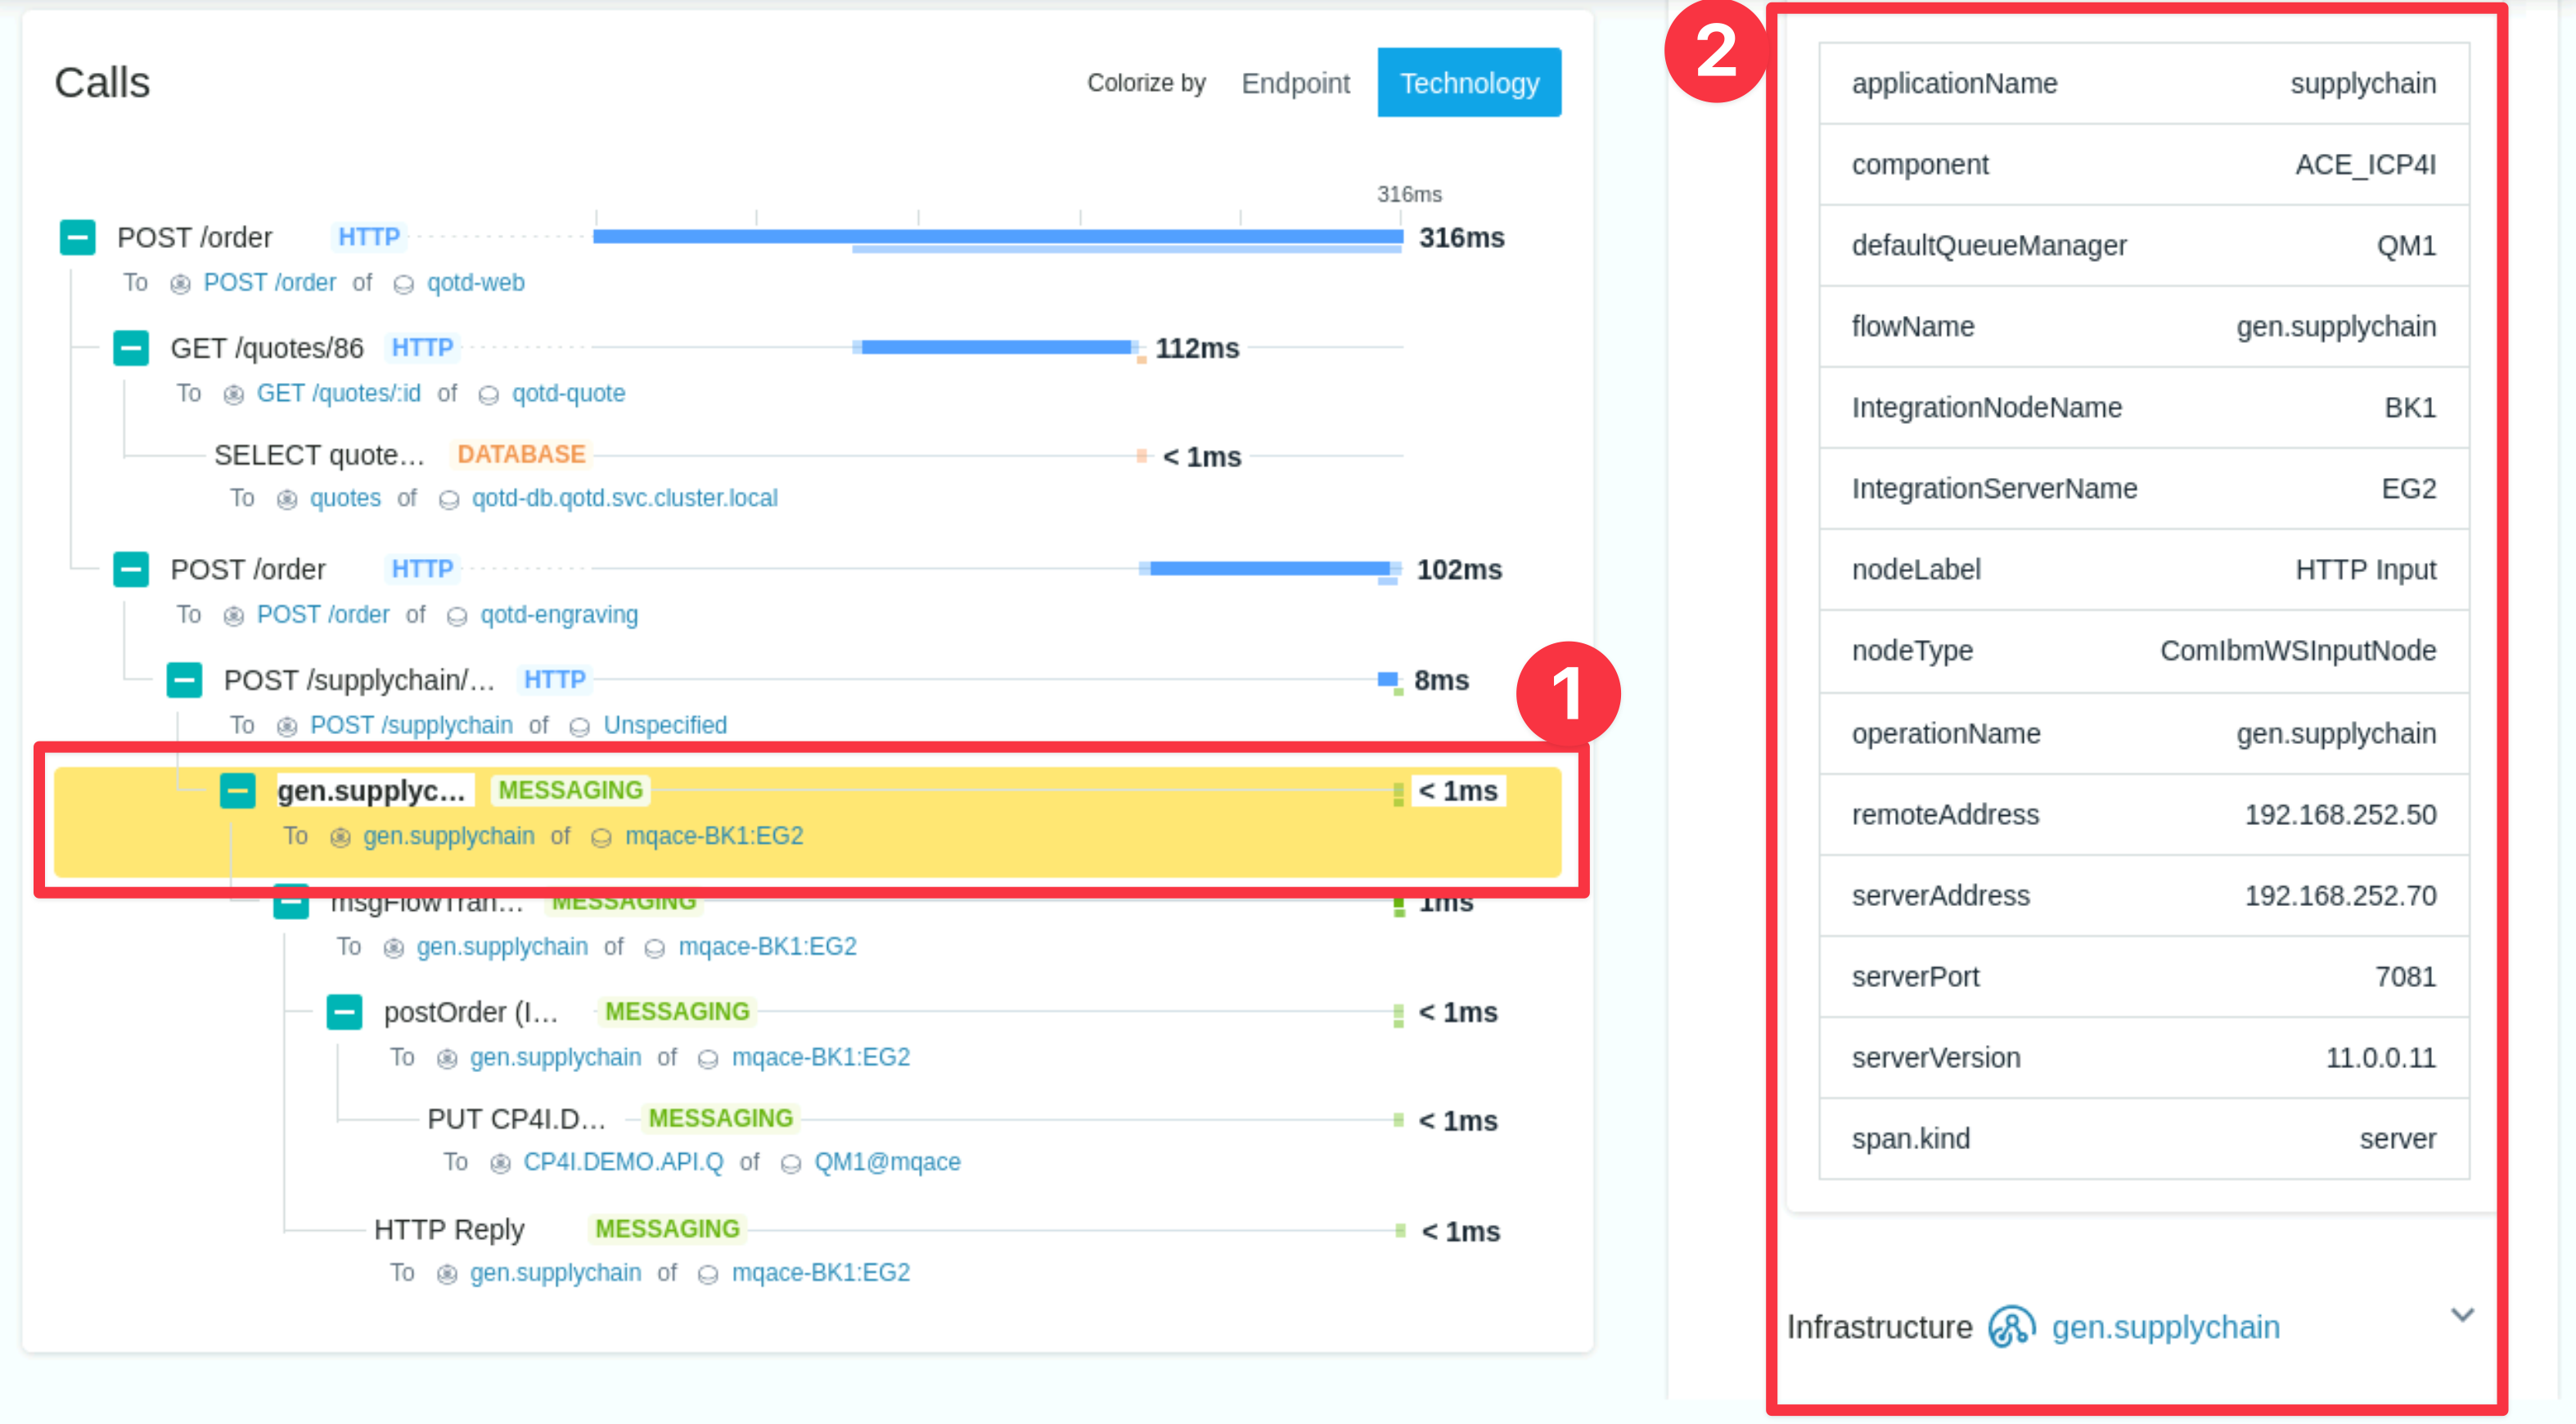 Calls
Colorize by Endpoint Technology
316ms
POST /order HTTP 316ms
To POST /order of qotd-web
GET /quotes/86 HTTP 112ms
To GET /quotes/:id of qotd-quote
SELECT quote... DATABASE < 1ms
To quotes of qotd-db.qotd.svc.cluster.local
POST /order HTTP 102ms
To POST /order of qotd-engraving
POST /supplychain/... HTTP 8ms
To POST /supplychain of Unspecified
1
gen.supplyc... MESSAGING < 1ms
To gen.supplychain of mqace-BK1:EG2
msgFlowTran... MESSAGING 1ms
To gen.supplychain of mqace-BK1:EG2
postOrder (I... MESSAGING < 1ms
To gen.supplychain of mqace-BK1:EG2
PUT CP4I.D... MESSAGING < 1ms
To CP4I.DEMO.API.Q of QM1@mqace
HTTP Reply MESSAGING < 1ms
To gen.supplychain of mqace-BK1:EG2
2
applicationName supplychain
component ACE_ICP4I
defaultQueueManager QM1
flowName gen.supplychain
IntegrationNodeName BK1
IntegrationServerName EG2
nodeLabel HTTP Input
nodeType ComIbmWSInputNode
operationName gen.supplychain
remoteAddress 192.168.252.50
serverAddress 192.168.252.70
serverPort 7081
serverVersion 11.0.0.11
span.kind server
Infrastructure gen.supplychain